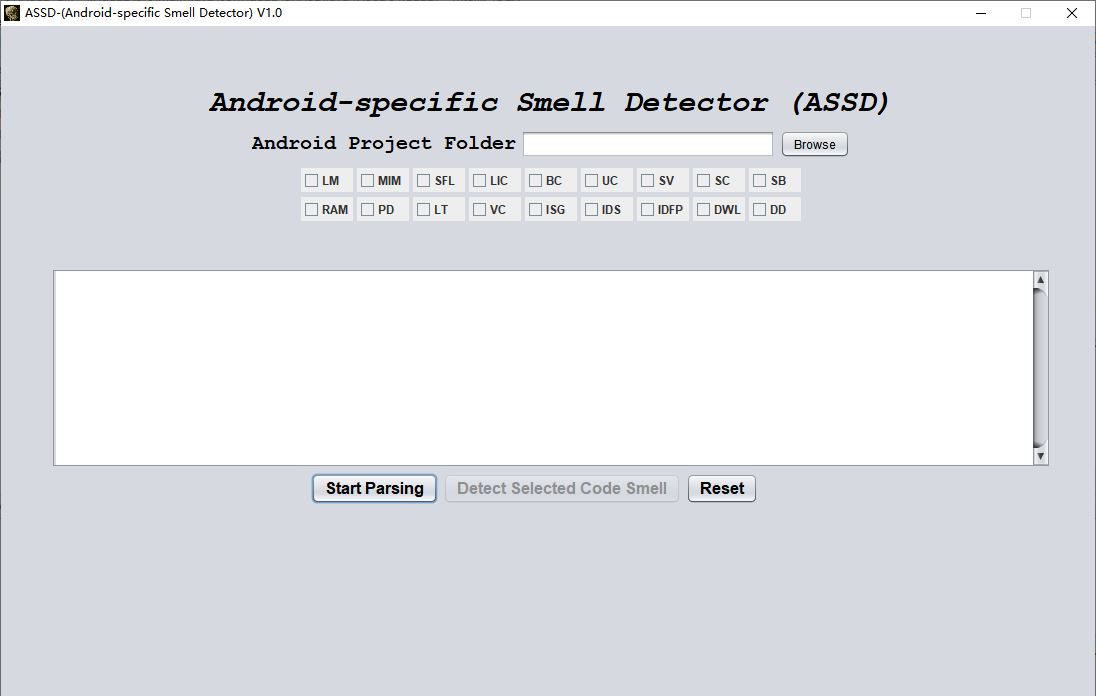 ASSD-(Android-specific Smell Detector) V1.0
Android-specific Smell Detector (ASSD)
Android Project Folder Browse
LM MIM SFL LIC BC UC SV SC SB
RAM PD LT VC ISG IDS IDFP DWL DD
Start Parsing Detect Selected Code Smell Reset